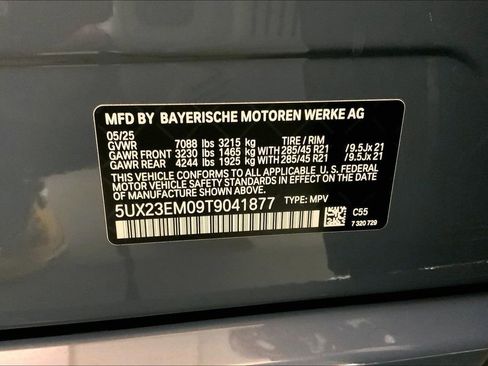 MFD BY BAYERISCHE MOTOREN WERKE AG
05/25
GVWR 7088 lbs 3215 kg TIRE / RIM
GAWR FRONT 3230 lbs 1465 kg WITH 285/45 R21 /9.5Jx 21
GAWR REAR 4244 lbs 1925 kg WITH 285/45 R21 /9.5Jx 21
THIS VEHICLE CONFORMS TO ALL APPLICABLE U. S. FEDERAL
MOTOR VEHICLE SAFETY STANDARDS IN EFFECT ON THE DATE
OF MANUFACTURE SHOWN ABOVE.
5UX23EM09T9041877 TYPE: MPV
C55
7 320 729